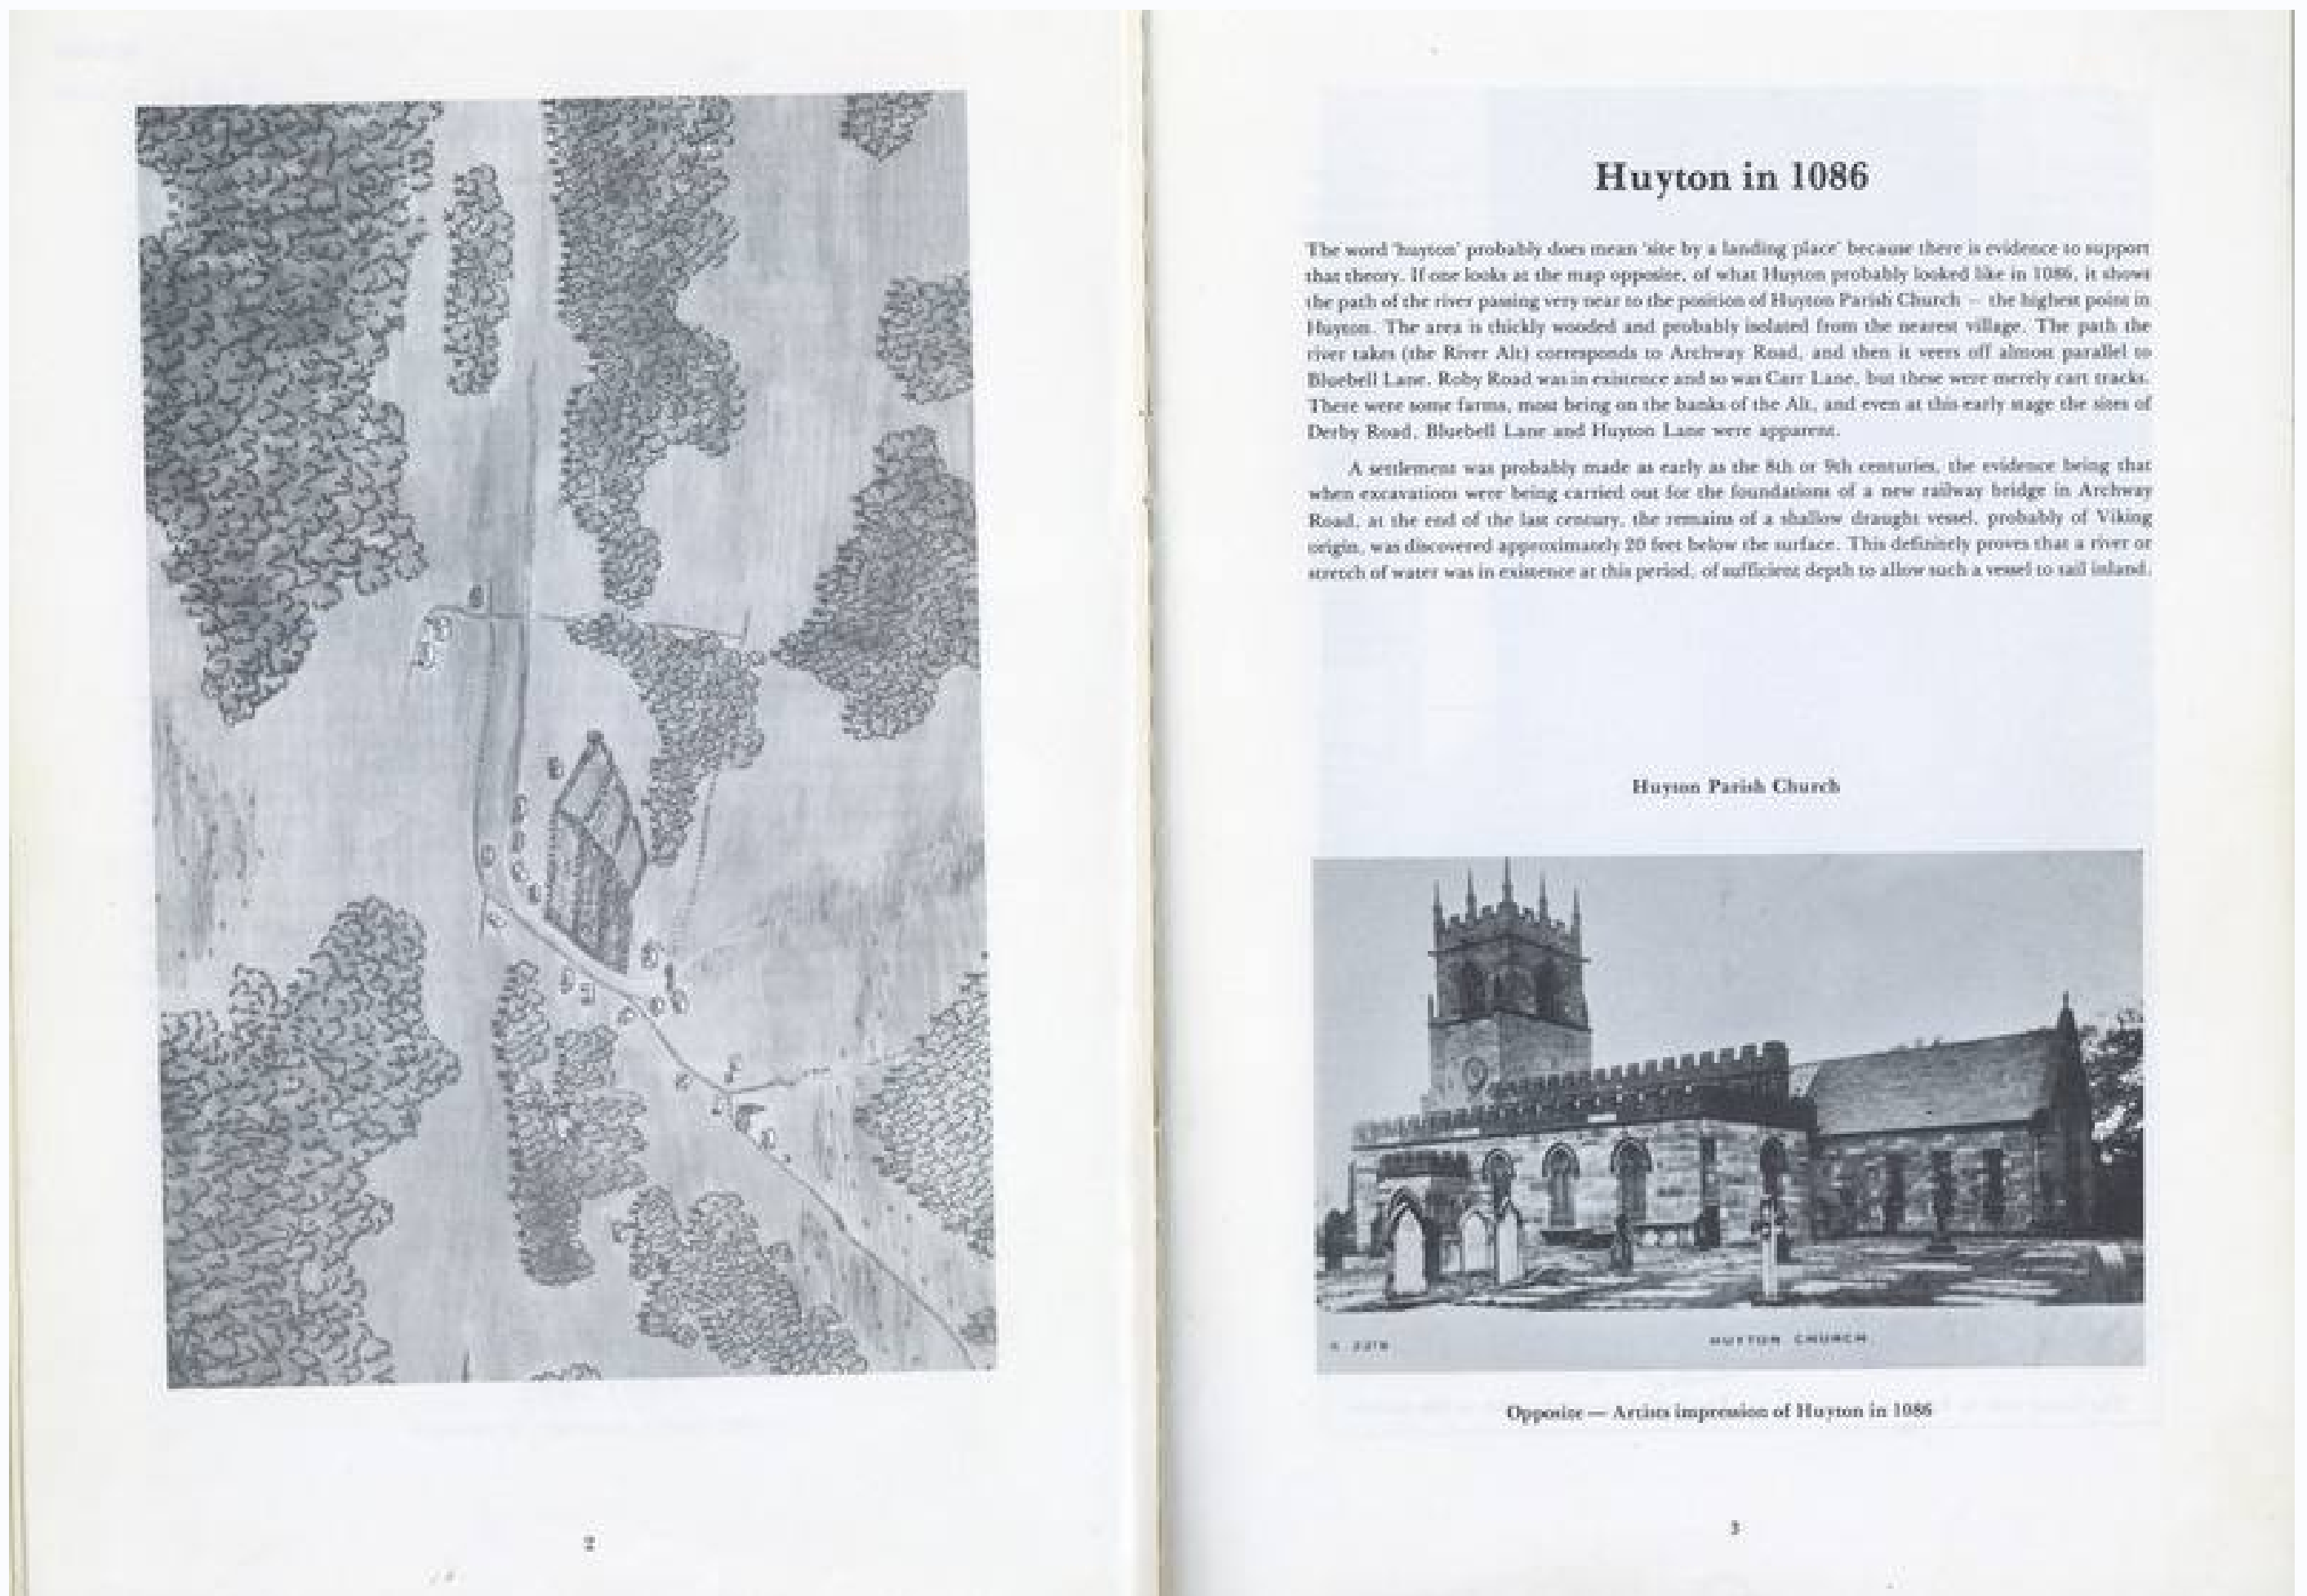 2
Huyton in 1086
The word 'huyton' probably does mean 'site by a landing place' because there is evidence to support
that theory. If one looks at the map opposite, of what Huyton probably looked like in 1086, it shows
the path of the river passing very near to the position of Huyton Parish Church — the highest point in
Huyton. The area is thickly wooded and probably isolated from the nearest village. The path the
river takes (the River Alt) corresponds to Archway Road, and then it veers off almost parallel to
Bluebell Lane. Roby Road was in existence and so was Carr Lane, but these were merely cart tracks.
There were some farms, most being on the banks of the Alt, and even at this early stage the sites of
Derby Road, Bluebell Lane and Huyton Lane were apparent.
A settlement was probably made as early as the 8th or 9th centuries, the evidence being that
when excavations were being carried out for the foundations of a new railway bridge in Archway
Road, at the end of the last century, the remains of a shallow draught vessel, probably of Viking
origin, was discovered approximately 20 feet below the surface. This definitely proves that a river or
stretch of water was in existence at this period, of sufficient depth to allow such a vessel to sail inland.
Huyton Parish Church
HUYTON CHURCH
Opposite — Artists impression of Huyton in 1086
3